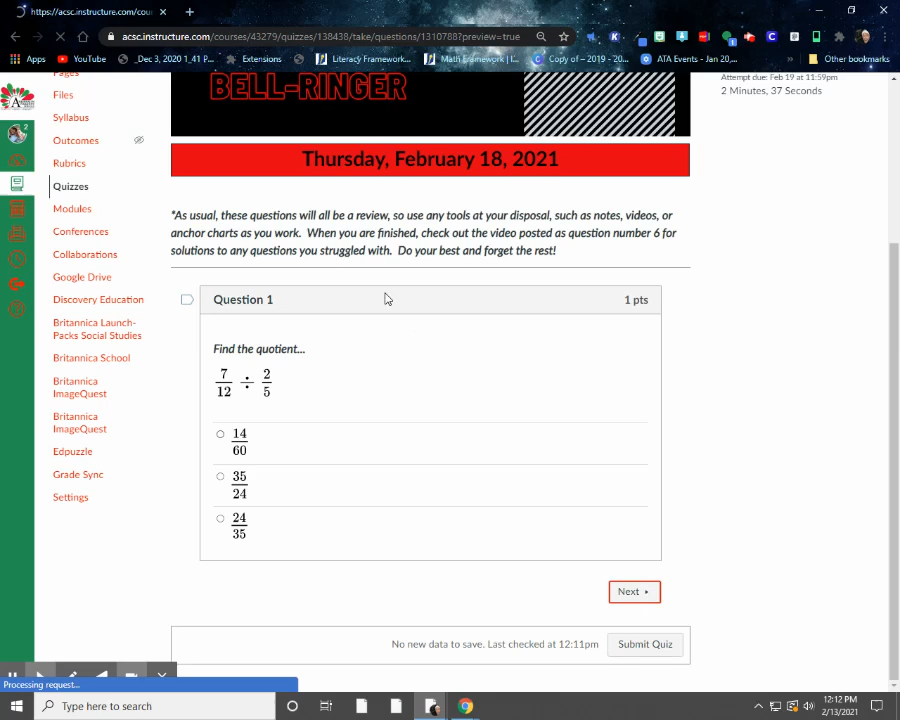 https://acsc.instructure.com/cour
acsc.instructure.com/courses/43279/quizzes/138438/take/questions/1310788?preview=true
Apps
YouTube
_Dec 3, 2020_1_41 P...
Extensions
Literacy Framework...
Math Framework | I...
Copy of – 2019 - 20...
ATA Events - Jan 20,...
»
Other bookmarks
Pages
Files
Syllabus
Outcomes
Rubrics
Quizzes
Modules
Conferences
Collaborations
Google Drive
Discovery Education
Britannica Launch-
Packs Social Studies
Britannica School
Britannica
ImageQuest
Britannica
ImageQuest
Edpuzzle
Grade Sync
Settings
2
BELL-RINGER
Thursday, February 18, 2021
*As usual, these questions will all be a review, so use any tools at your disposal, such as notes, videos, or
anchor charts as you work. When you are finished, check out the video posted as question number 6 for
solutions to any questions you struggled with. Do your best and forget the rest!
Question 1
1 pts
Find the quotient...
7/12 ÷ 2/5
14/60
35/24
24/35
Next
No new data to save. Last checked at 12:11pm
Submit Quiz
Attempt due: Feb 19 at 11:59pm
2 Minutes, 37 Seconds
Processing request...
Type here to search
12:12 PM
2/13/2021